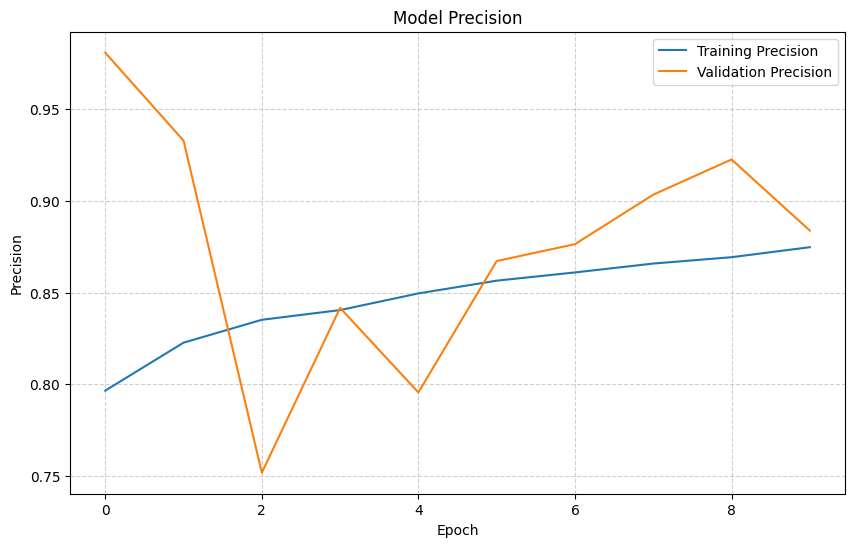 Model Precision
Training Precision
Validation Precision
0.95
0.90
0.85
0.80
0.75
Precision
0 2 4 6 8
Epoch